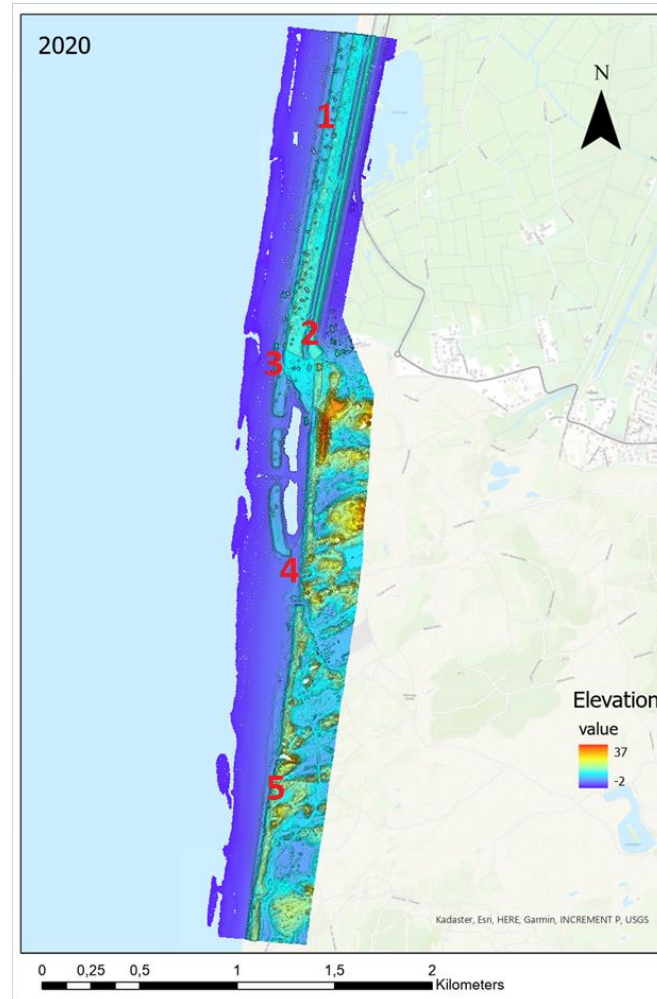 2020
N
1
2
3
4
5
Elevation
value
37
-2
Kadaster, Esri, HERE, Garmin, INCREMENT P, USGS
0 0,25 0,5 1 1,5 2
Kilometers